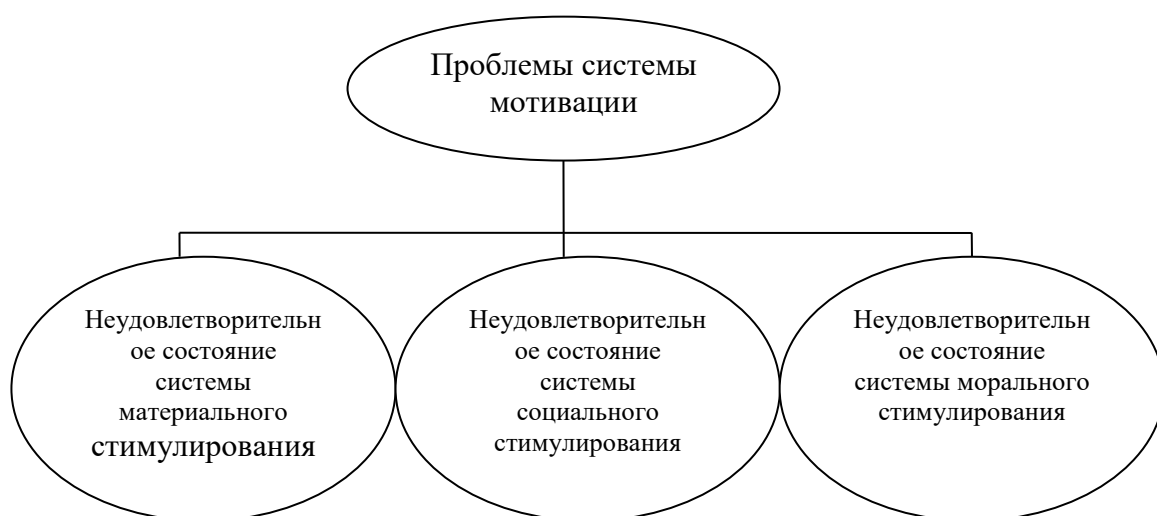 Проблемы системы
мотивации
Неудовлетворительн
ое состояние
системы
материального
стимулирования
Неудовлетворительн
ое состояние
системы
социального
стимулирования
Неудовлетворительн
ое состояние
системы морального
стимулирования